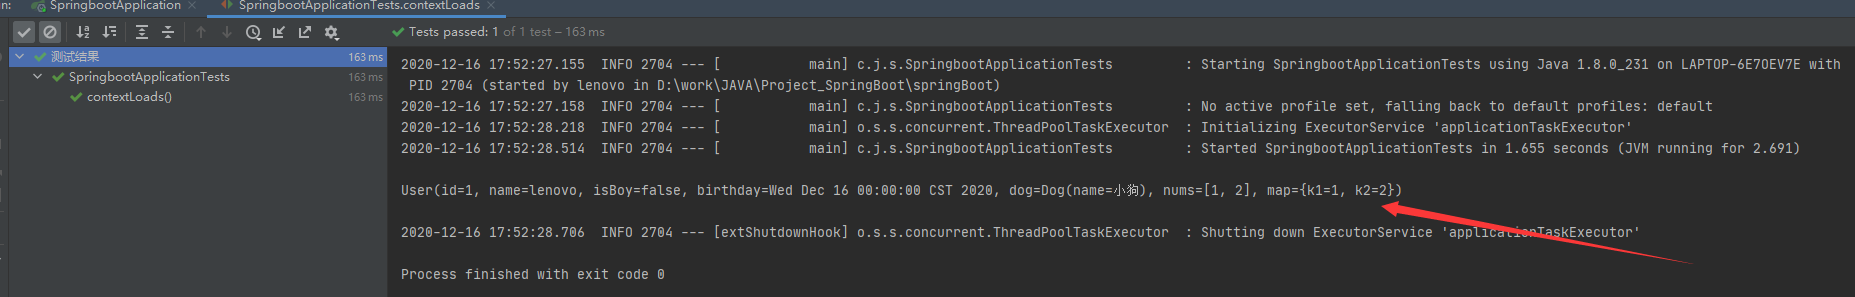 n:
SpringbootApplication
SpringbootApplicationTests.contextLoads
Tests passed: 1 of 1 test – 163 ms
测试结果 163 ms
SpringbootApplicationTests 163 ms
contextLoads() 163 ms
2020-12-16 17:52:27.155  INFO 2704 --- [           main] c.j.s.SpringbootApplicationTests         : Starting SpringbootApplicationTests using Java 1.8.0_231 on LAPTOP-6E7OEV7E with
PID 2704 (started by lenovo in D:\work\JAVA\Project_SpringBoot\springBoot)
2020-12-16 17:52:27.158  INFO 2704 --- [           main] c.j.s.SpringbootApplicationTests         : No active profile set, falling back to default profiles: default
2020-12-16 17:52:28.218  INFO 2704 --- [           main] o.s.s.concurrent.ThreadPoolTaskExecutor  : Initializing ExecutorService 'applicationTaskExecutor'
2020-12-16 17:52:28.514  INFO 2704 --- [           main] c.j.s.SpringbootApplicationTests         : Started SpringbootApplicationTests in 1.655 seconds (JVM running for 2.691)
User(id=1, name=lenovo, isBoy=false, birthday=Wed Dec 16 00:00:00 CST 2020, dog=Dog(name=小狗), nums=[1, 2], map={k1=1, k2=2})
2020-12-16 17:52:28.706  INFO 2704 --- [extShutdownHook] o.s.s.concurrent.ThreadPoolTaskExecutor  : Shutting down ExecutorService 'applicationTaskExecutor'
Process finished with exit code 0